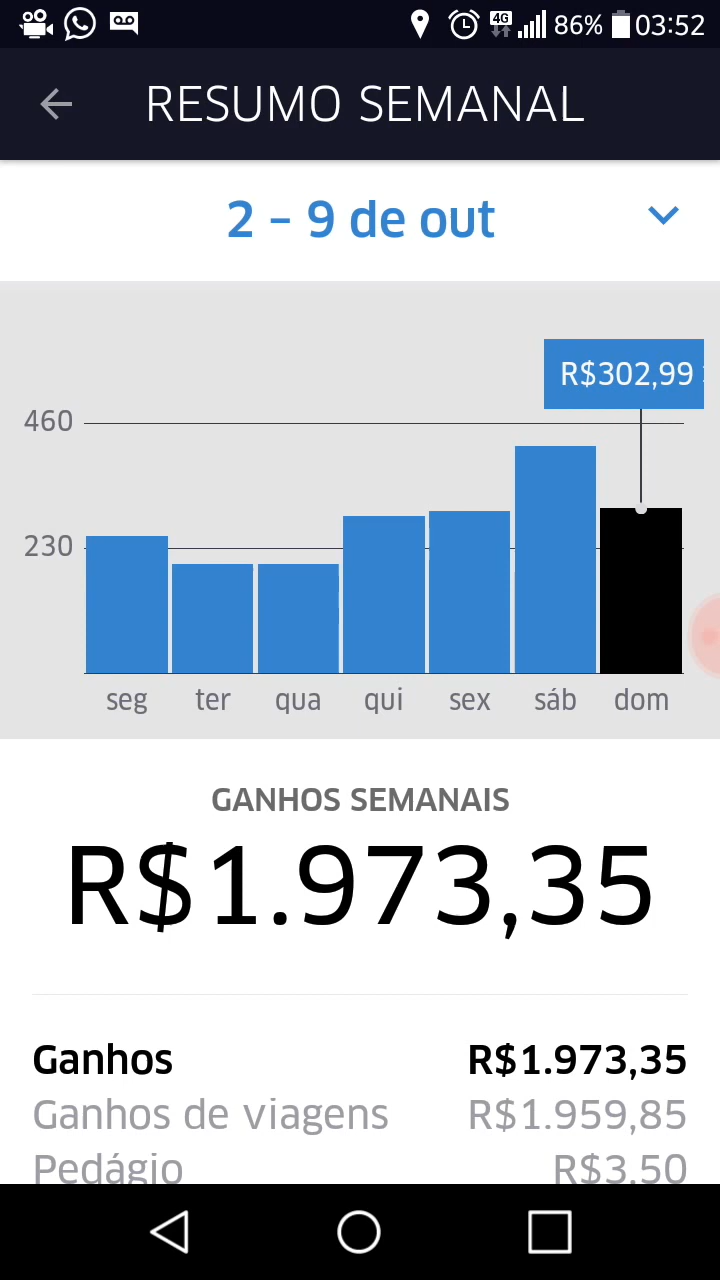 4G 86% 03:52
RESUMO SEMANAL
2 – 9 de out
R$302,99
460
230
seg ter qua qui sex sáb dom
GANHOS SEMANAIS
R$1.973,35
Ganhos R$1.973,35
Ganhos de viagens R$1.959,85
Pedágio R$3,50